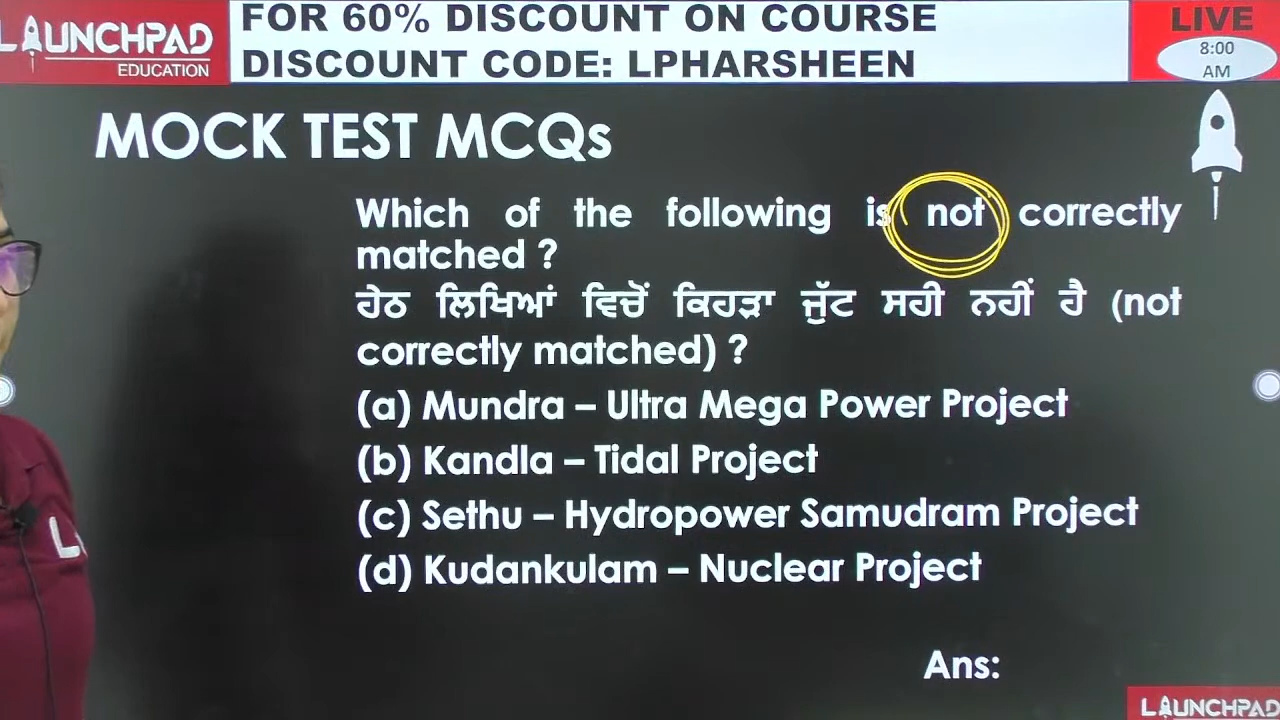 FOR 60% DISCOUNT ON COURSE
DISCOUNT CODE: LPHARSHEEN
LAUNCHPAD
EDUCATION
LIVE
8:00
AM
MOCK TEST MCQs
Which of the following is not correctly
matched ?
ਹੇਠ ਲਿਖਿਆਂ ਵਿਚੋਂ ਕਿਹੜਾ ਜੁੱਟ ਸਹੀ ਨਹੀਂ ਹੈ (not
correctly matched) ?
(a) Mundra – Ultra Mega Power Project
(b) Kandla – Tidal Project
(c) Sethu – Hydropower Samudram Project
(d) Kudankulam – Nuclear Project
Ans:
LAUNCHPAD